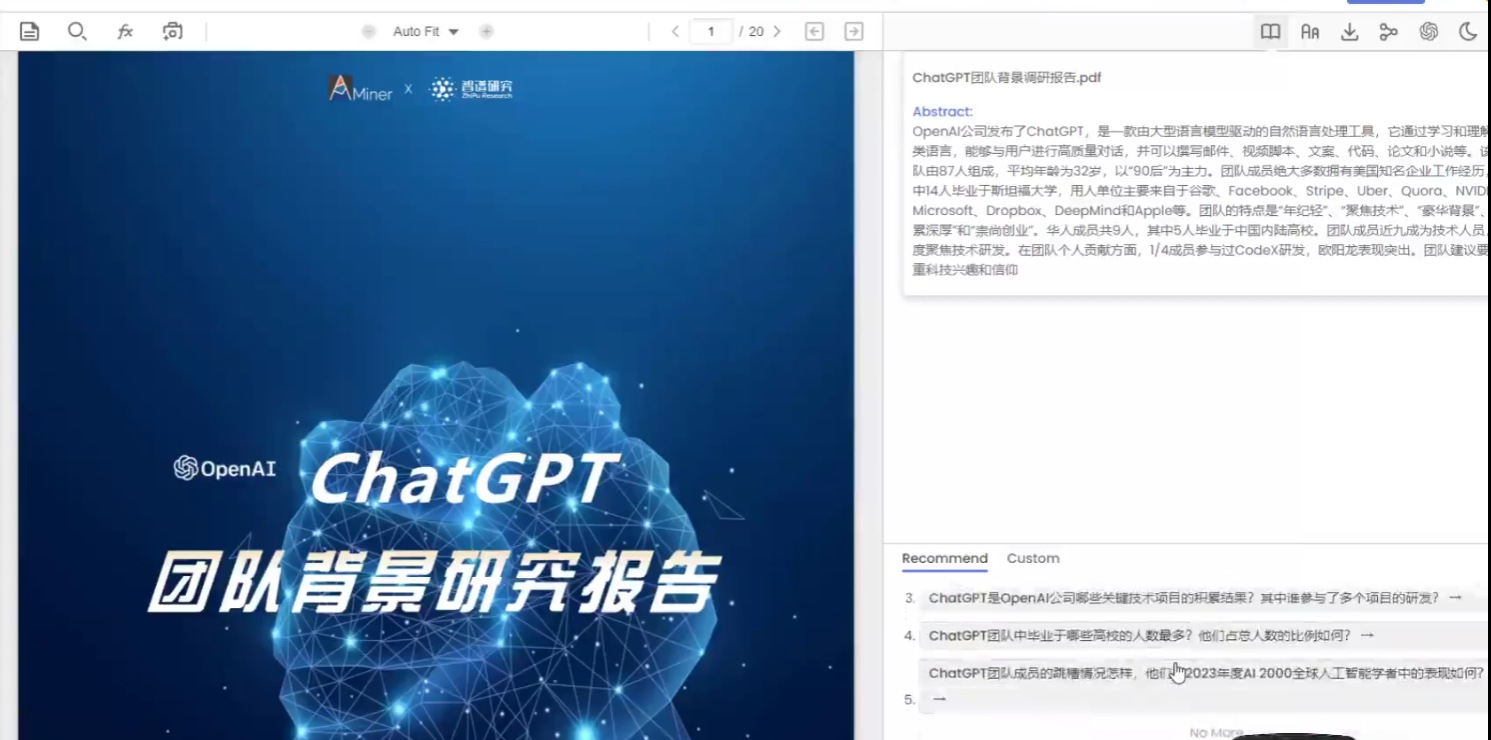 fx
Auto Fit
1 / 20
AMiner X 智谱研究
ZhiPu Research
OpenAI ChatGPT
团队背景研究报告
ChatGPT团队背景调研报告.pdf
Abstract:
OpenAI公司发布了ChatGPT，是一款由大型语言模型驱动的自然语言处理工具，它通过学习和理解
类语言，能够与用户进行高质量对话，并可以撰写邮件、视频脚本、文案、代码、论文和小说等。该
队由87人组成，平均年龄为32岁，以“90后”为主力。团队成员绝大多数拥有美国知名企业工作经历，
中14人毕业于斯坦福大学，用人单位主要来自于谷歌、Facebook、Stripe、Uber、Quora、NVIDI
Microsoft、Dropbox、DeepMind和Apple等。团队的特点是“年纪轻”、“聚焦技术”、“豪华背景”、
累深厚”和“崇尚创业”。华人成员共9人，其中5人毕业于中国内陆高校。团队成员近九成为技术人员，
度聚焦技术研发。在团队个人贡献方面，1/4成员参与过CodeX研发，欧阳龙表现突出。团队建议要
重科技兴趣和信仰
Recommend Custom
3. ChatGPT是OpenAI公司哪些关键技术项目的积累结果？其中谁参与了多个项目的研发？ →
4. ChatGPT团队中毕业于哪些高校的人数最多？他们占总人数的比例如何？ →
ChatGPT团队成员的跳槽情况怎样，他们 2023年度AI 2000全球人工智能学者中的表现如何？
5. →
No More